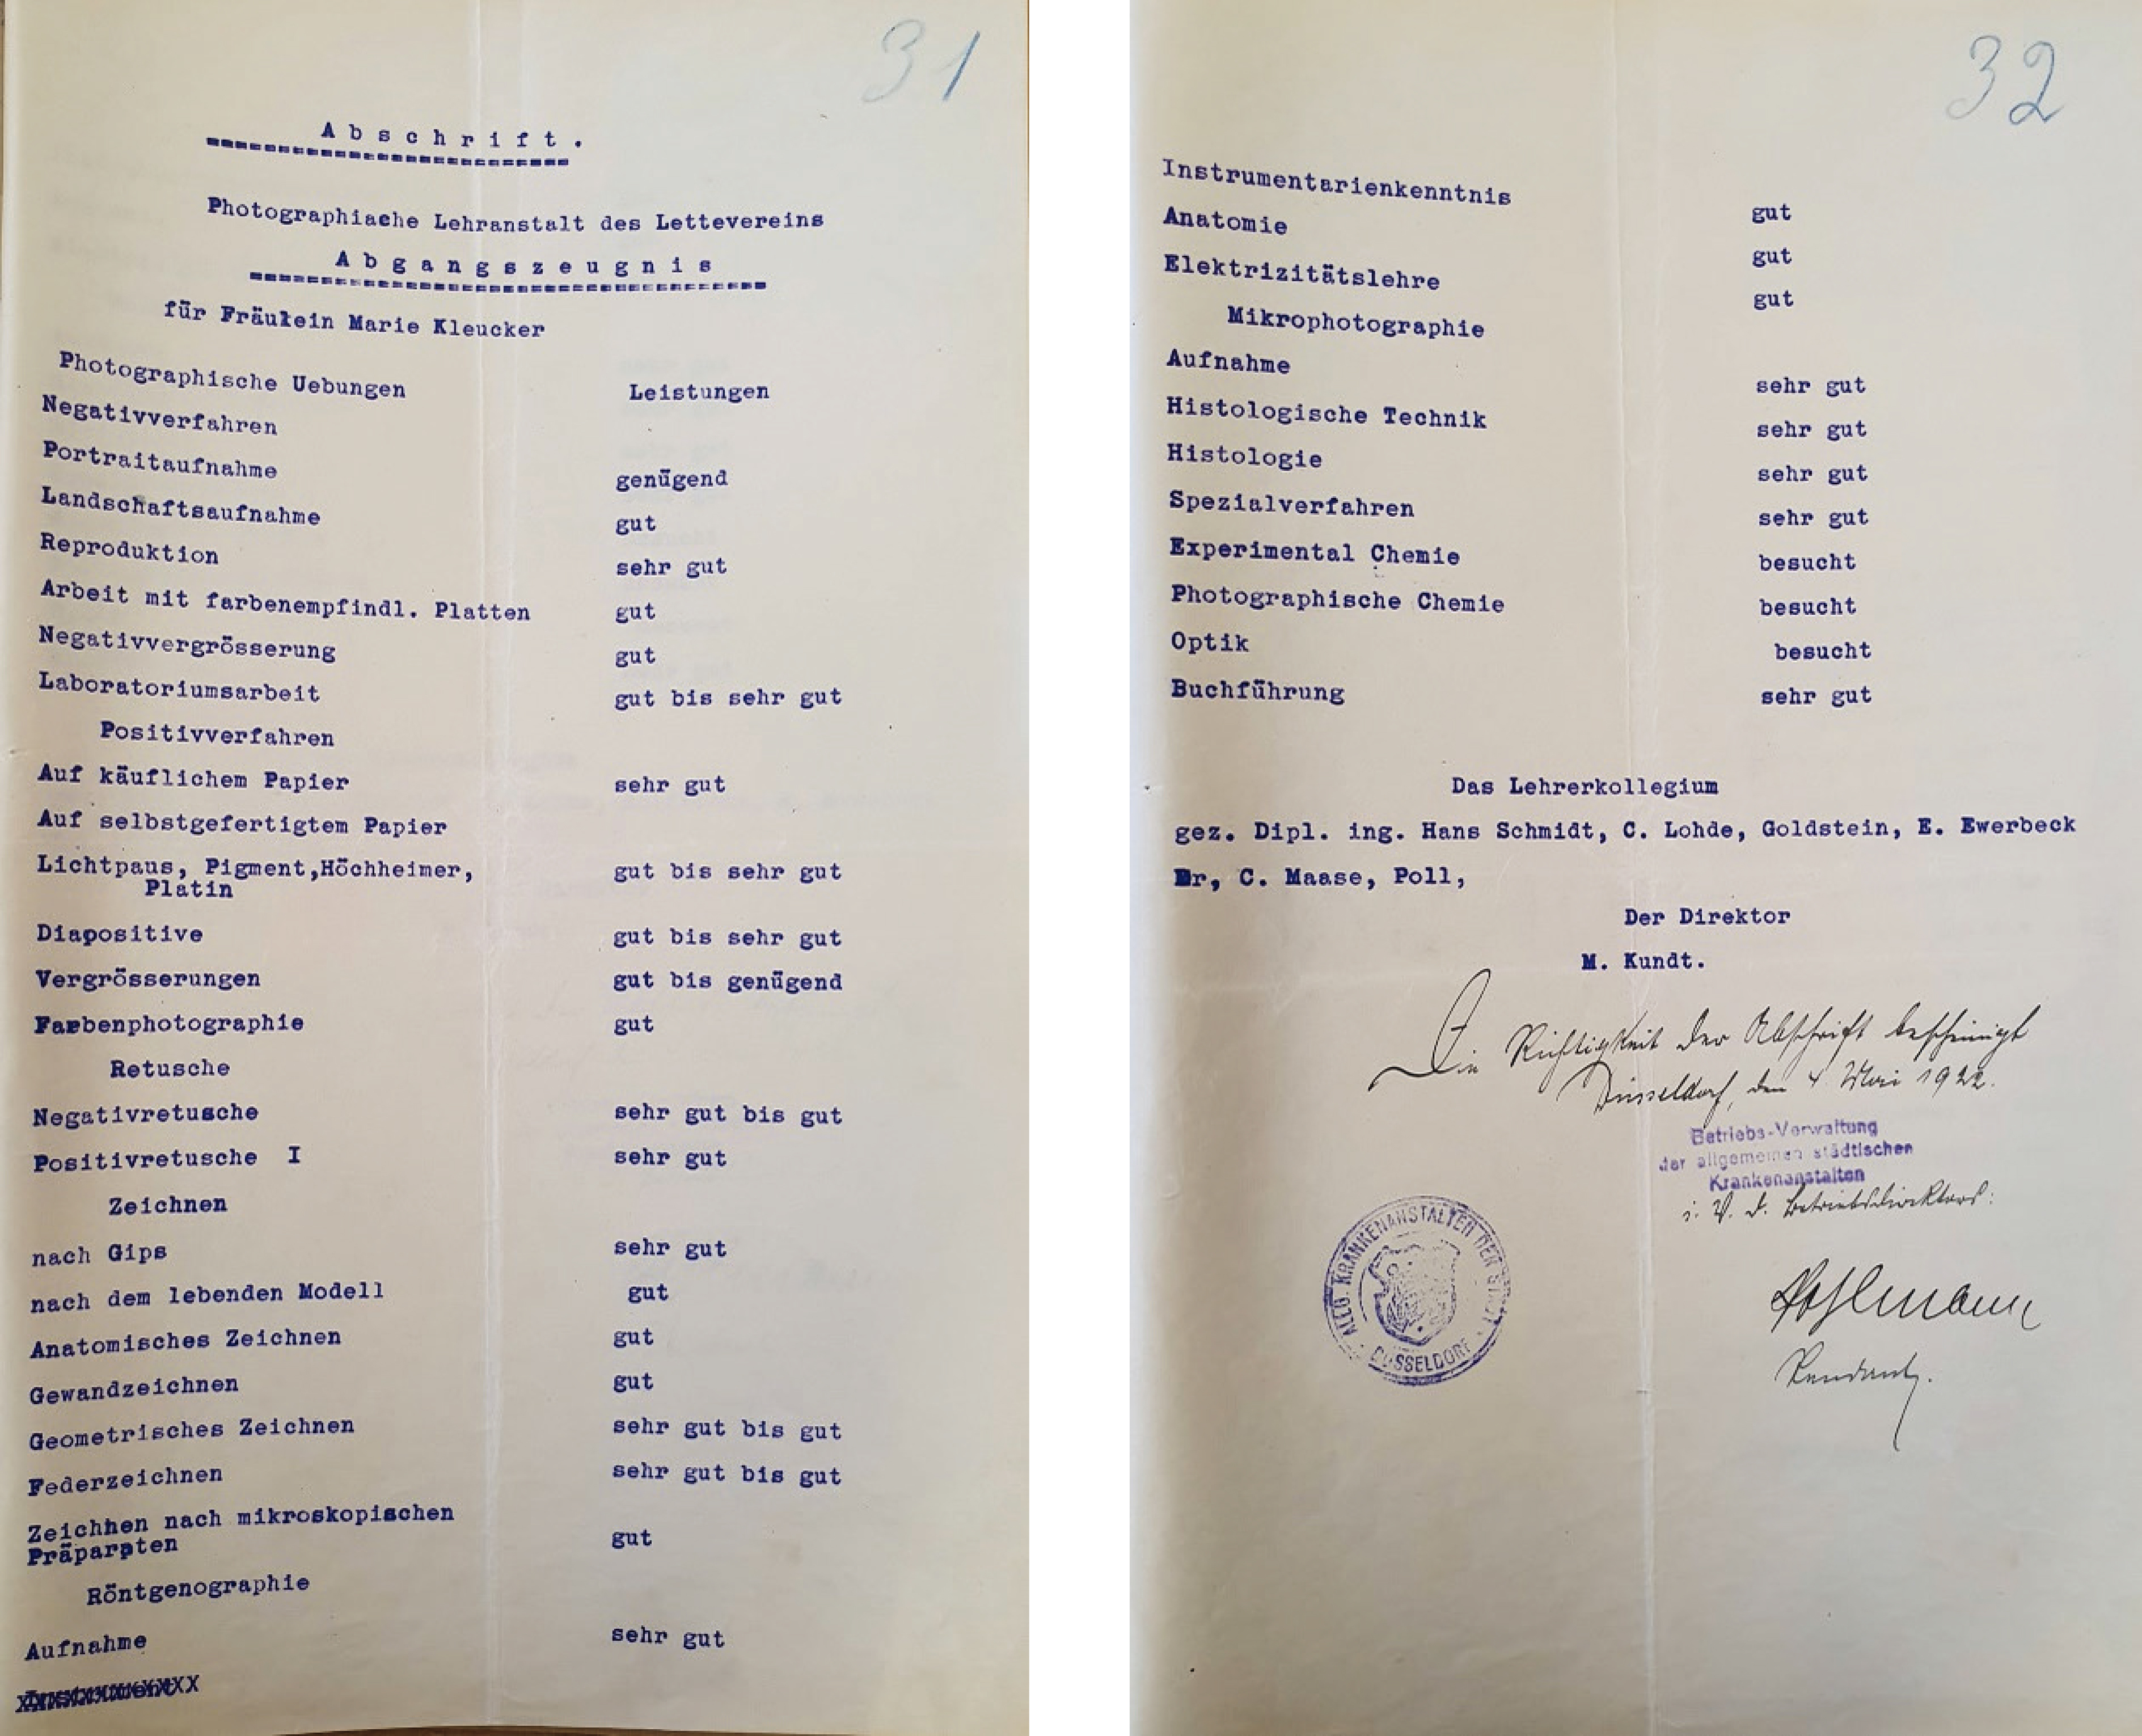 31
Abschrift.
Photographische Lehranstalt des Lettevereins
Abgangszeugnis
für Fräulein Marie Kleucker
Photographische Uebungen Leistungen
Negativverfahren
Portraitaufnahme genügend
Landschaftsaufnahme gut
Reproduktion sehr gut
Arbeit mit farbenempfindl. Platten gut
Negativvergrösserung gut
Laboratoriumsarbeit gut bis sehr gut
Positivverfahren
Auf käuflichem Papier sehr gut
Auf selbstgefertigtem Papier
Lichtpaus, Pigment,Höchheimer, gut bis sehr gut
Platin
Diapositive gut bis sehr gut
Vergrösserungen gut bis genügend
Farbenphotographie gut
Retusche
Negativretusche sehr gut bis gut
Positivretusche I sehr gut
Zeichnen
nach Gips sehr gut
nach dem lebenden Modell gut
Anatomisches Zeichnen gut
Gewandzeichnen gut
Geometrisches Zeichnen sehr gut bis gut
Federzeichnen sehr gut bis gut
Zeichhen nach mikroskopischen
Präparaten gut
Röntgenographie
Aufnahme sehr gut
32
Instrumentarienkenntnis gut
Anatomie gut
Elektrizitätslehre gut
Mikrophotographie
Aufnahme sehr gut
Histologische Technik sehr gut
Histologie sehr gut
Spezialverfahren sehr gut
Experimental Chemie besucht
Photographische Chemie besucht
Optik besucht
Buchführung sehr gut
Das Lehrerkollegium
gez. Dipl. ing. Hans Schmidt, C. Lohde, Goldstein, E. Ewerbeck
Dr, C. Maase, Poll,
Der Direktor
M. Kundt.
Die Richtigkeit der Abschrift bescheinigt
Düsseldorf, den 4. Mai 1922.
Betriebs-Verwaltung
der allgemeinen städtischen
Krankenanstalten
i. V. d. Betriebsdirektors:
ALLG. KRANKENANSTALTEN DER STADT DÜSSELDORF
Rendant.